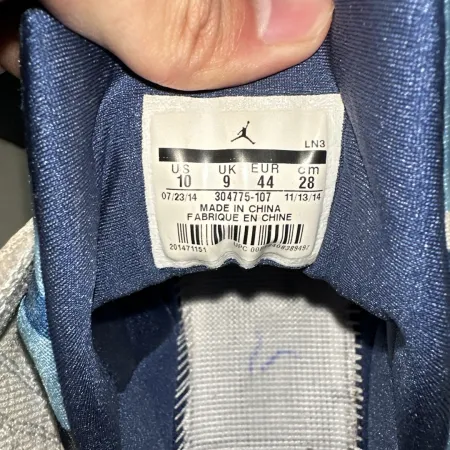 LN3
US UK EUR cm
10 9 44 28
07/23/14 304775-107 11/13/14
MADE IN CHINA
FABRIQUE EN CHINE
201471151 UPC